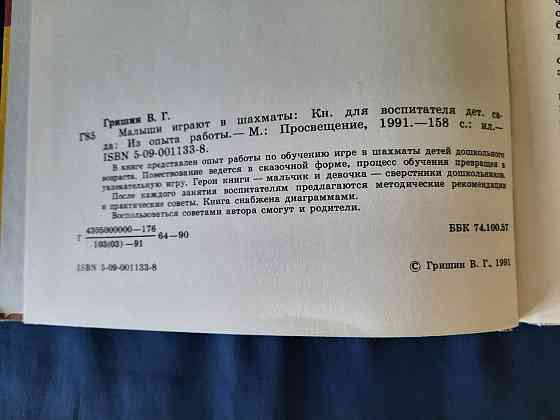 Гришин В. Г.
Г85 Малыши играют в шахматы: Кн. для воспитателя дет. са-
да: Из опыта работы.— М.: Просвещение, 1991.—158 с.: ил.—
ISBN 5-09-001133-8.
В книге представлен опыт работы по обучению игре в шахматы детей дошкольного
возраста. Повествование ведется в сказочной форме, процесс обучения превращен в
увлекательную игру. Герои книги — мальчик и девочка — сверстники дошкольников.
После каждого занятия воспитателям предлагаются методические рекомендации
и практические советы. Книга снабжена диаграммами.
Воспользоваться советами автора смогут и родители.
Г 4305000000—176
103(03)—91 64—90
ББК 74.100.57
ISBN 5-09-001133-8
© Гришин В. Г., 1991